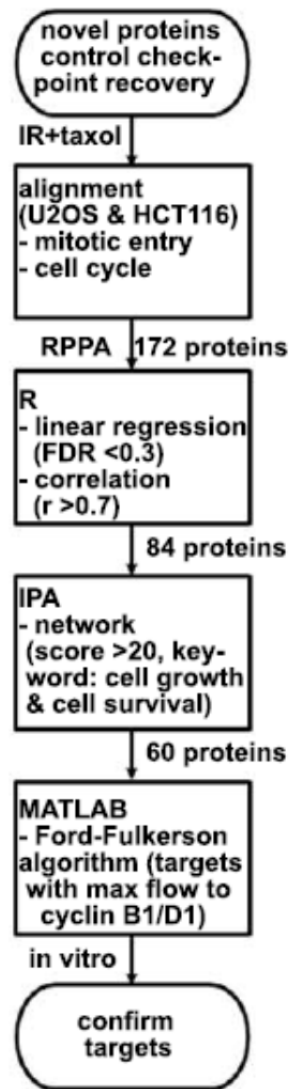 novel proteins
control check-
point recovery
IR+taxol
alignment
(U2OS & HCT116)
- mitotic entry
- cell cycle
RPPA 172 proteins
R
- linear regression
(FDR <0.3)
- correlation
(r >0.7)
84 proteins
IPA
- network
(score >20, key-
word: cell growth
& cell survival)
60 proteins
MATLAB
- Ford-Fulkerson
algorithm (targets
with max flow to
cyclin B1/D1)
in vitro
confirm
targets